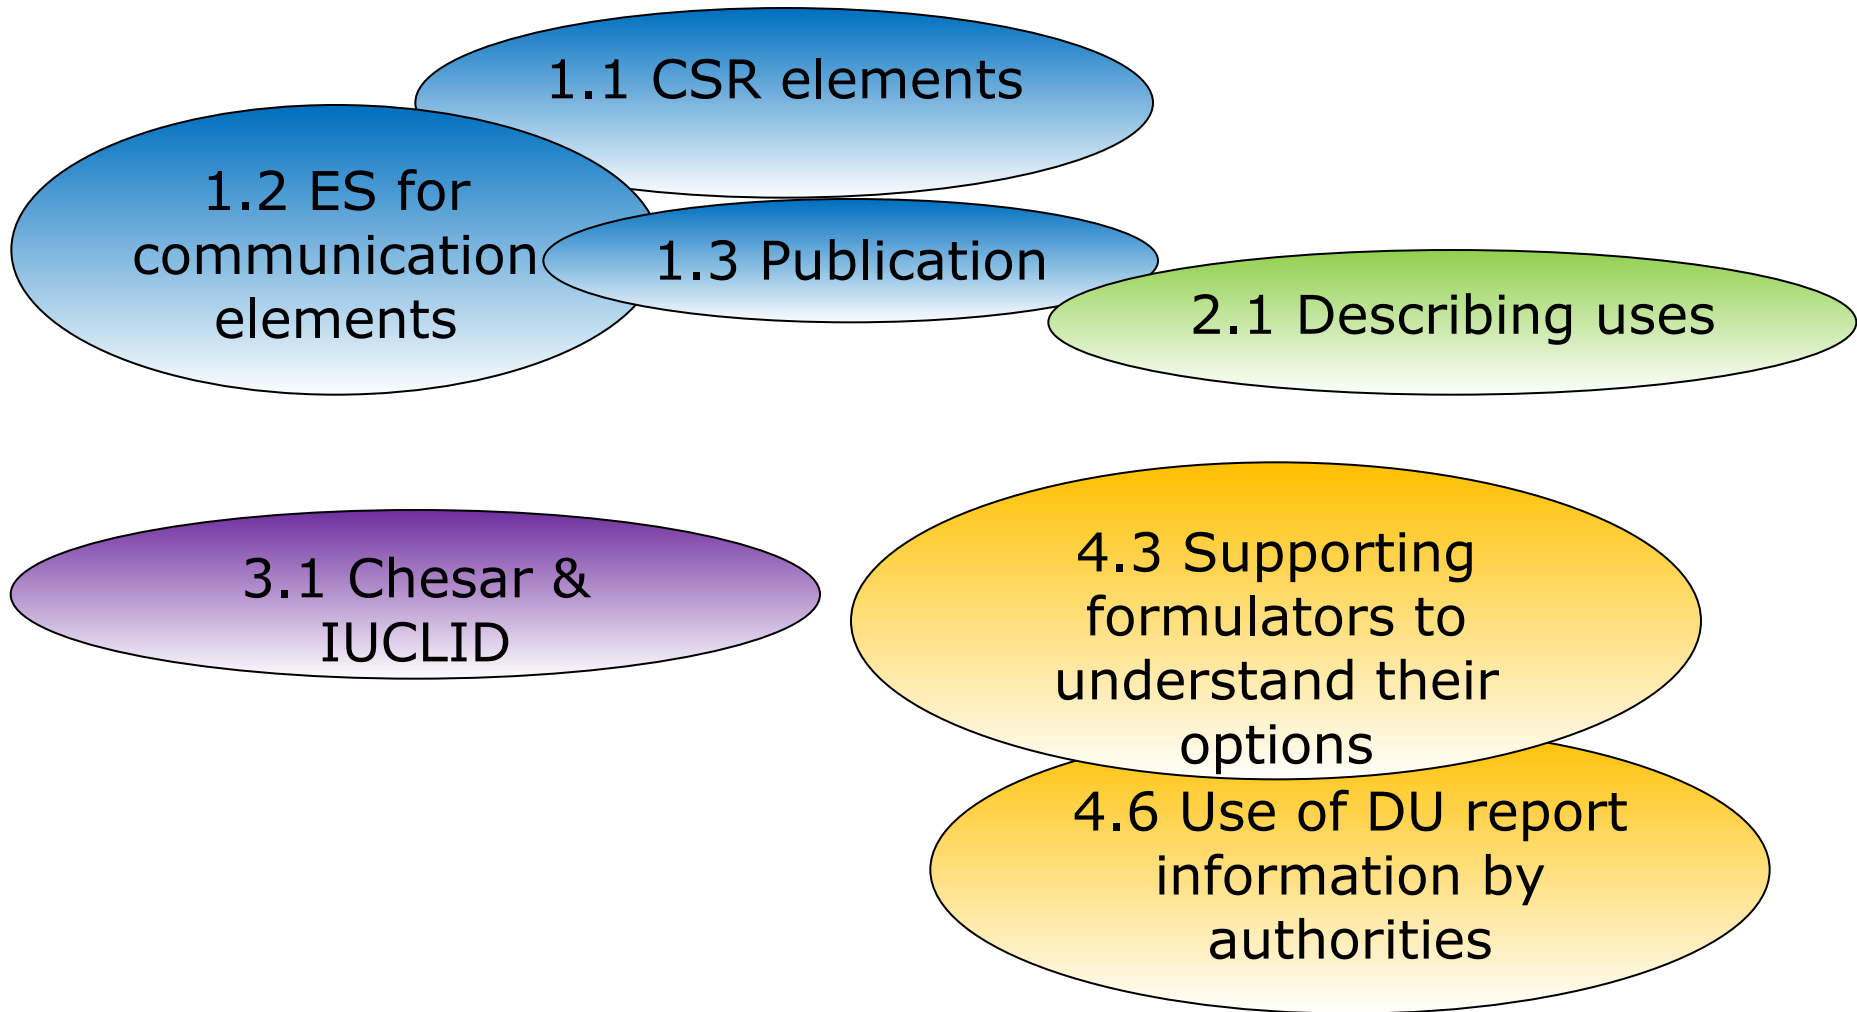 1.1 CSR elements
1.2 ES for
communication
elements
1.3 Publication
2.1 Describing uses
3.1 Chesar &
IUCLID
4.3 Supporting
formulators to
understand their
options
4.6 Use of DU report
information by
authorities